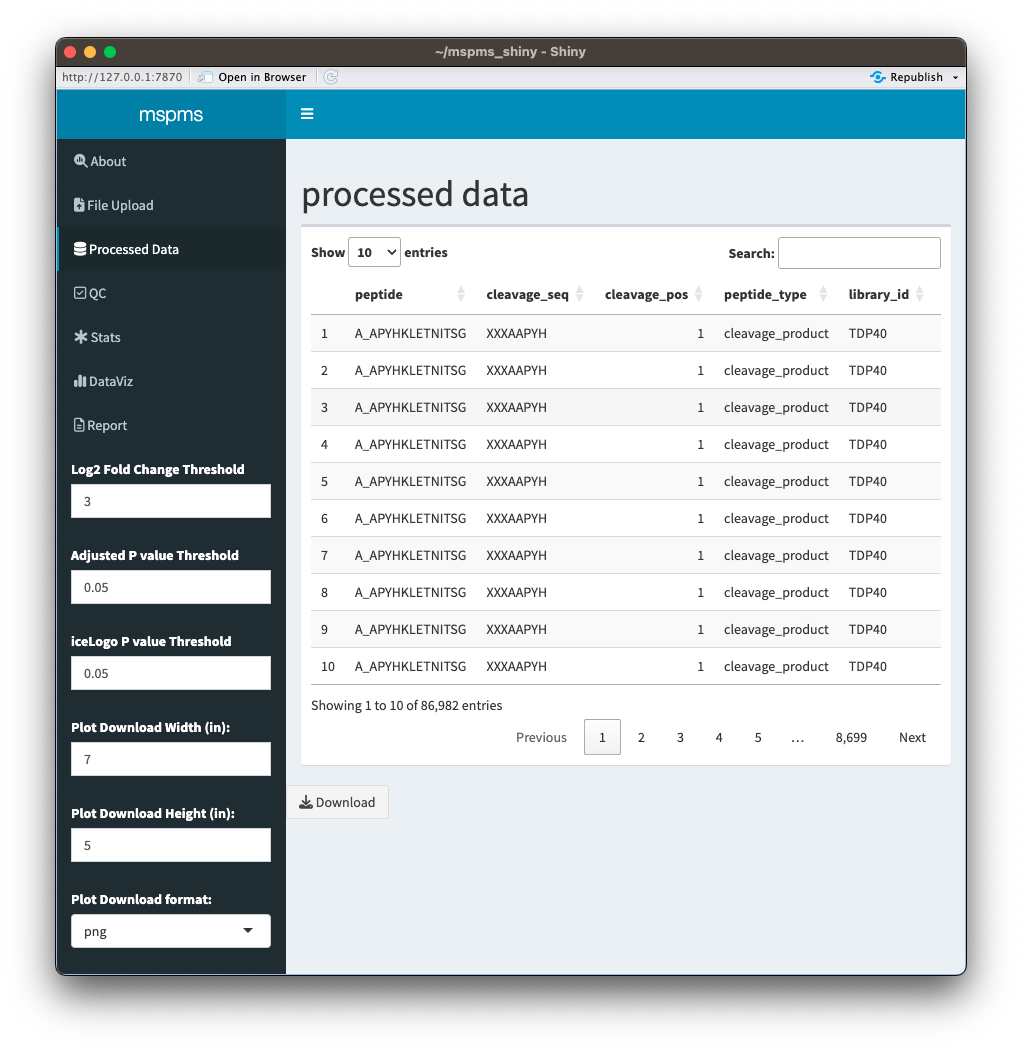 ~/mspms_shiny - Shiny
http://127.0.0.1:7870 Open in Browser Republish
mspms
About
File Upload
Processed Data
QC
Stats
DataViz
Report
Log2 Fold Change Threshold
3
Adjusted P value Threshold
0.05
iceLogo P value Threshold
0.05
Plot Download Width (in):
7
Plot Download Height (in):
5
Plot Download format:
png
processed data
Show 10 entries Search:
peptide cleavage_seq cleavage_pos peptide_type library_id
1 A_APYHKLETNITSG XXXAAPYH 1 cleavage_product TDP40
2 A_APYHKLETNITSG XXXAAPYH 1 cleavage_product TDP40
3 A_APYHKLETNITSG XXXAAPYH 1 cleavage_product TDP40
4 A_APYHKLETNITSG XXXAAPYH 1 cleavage_product TDP40
5 A_APYHKLETNITSG XXXAAPYH 1 cleavage_product TDP40
6 A_APYHKLETNITSG XXXAAPYH 1 cleavage_product TDP40
7 A_APYHKLETNITSG XXXAAPYH 1 cleavage_product TDP40
8 A_APYHKLETNITSG XXXAAPYH 1 cleavage_product TDP40
9 A_APYHKLETNITSG XXXAAPYH 1 cleavage_product TDP40
10 A_APYHKLETNITSG XXXAAPYH 1 cleavage_product TDP40
Showing 1 to 10 of 86,982 entries
Previous 1 2 3 4 5 … 8,699 Next
Download